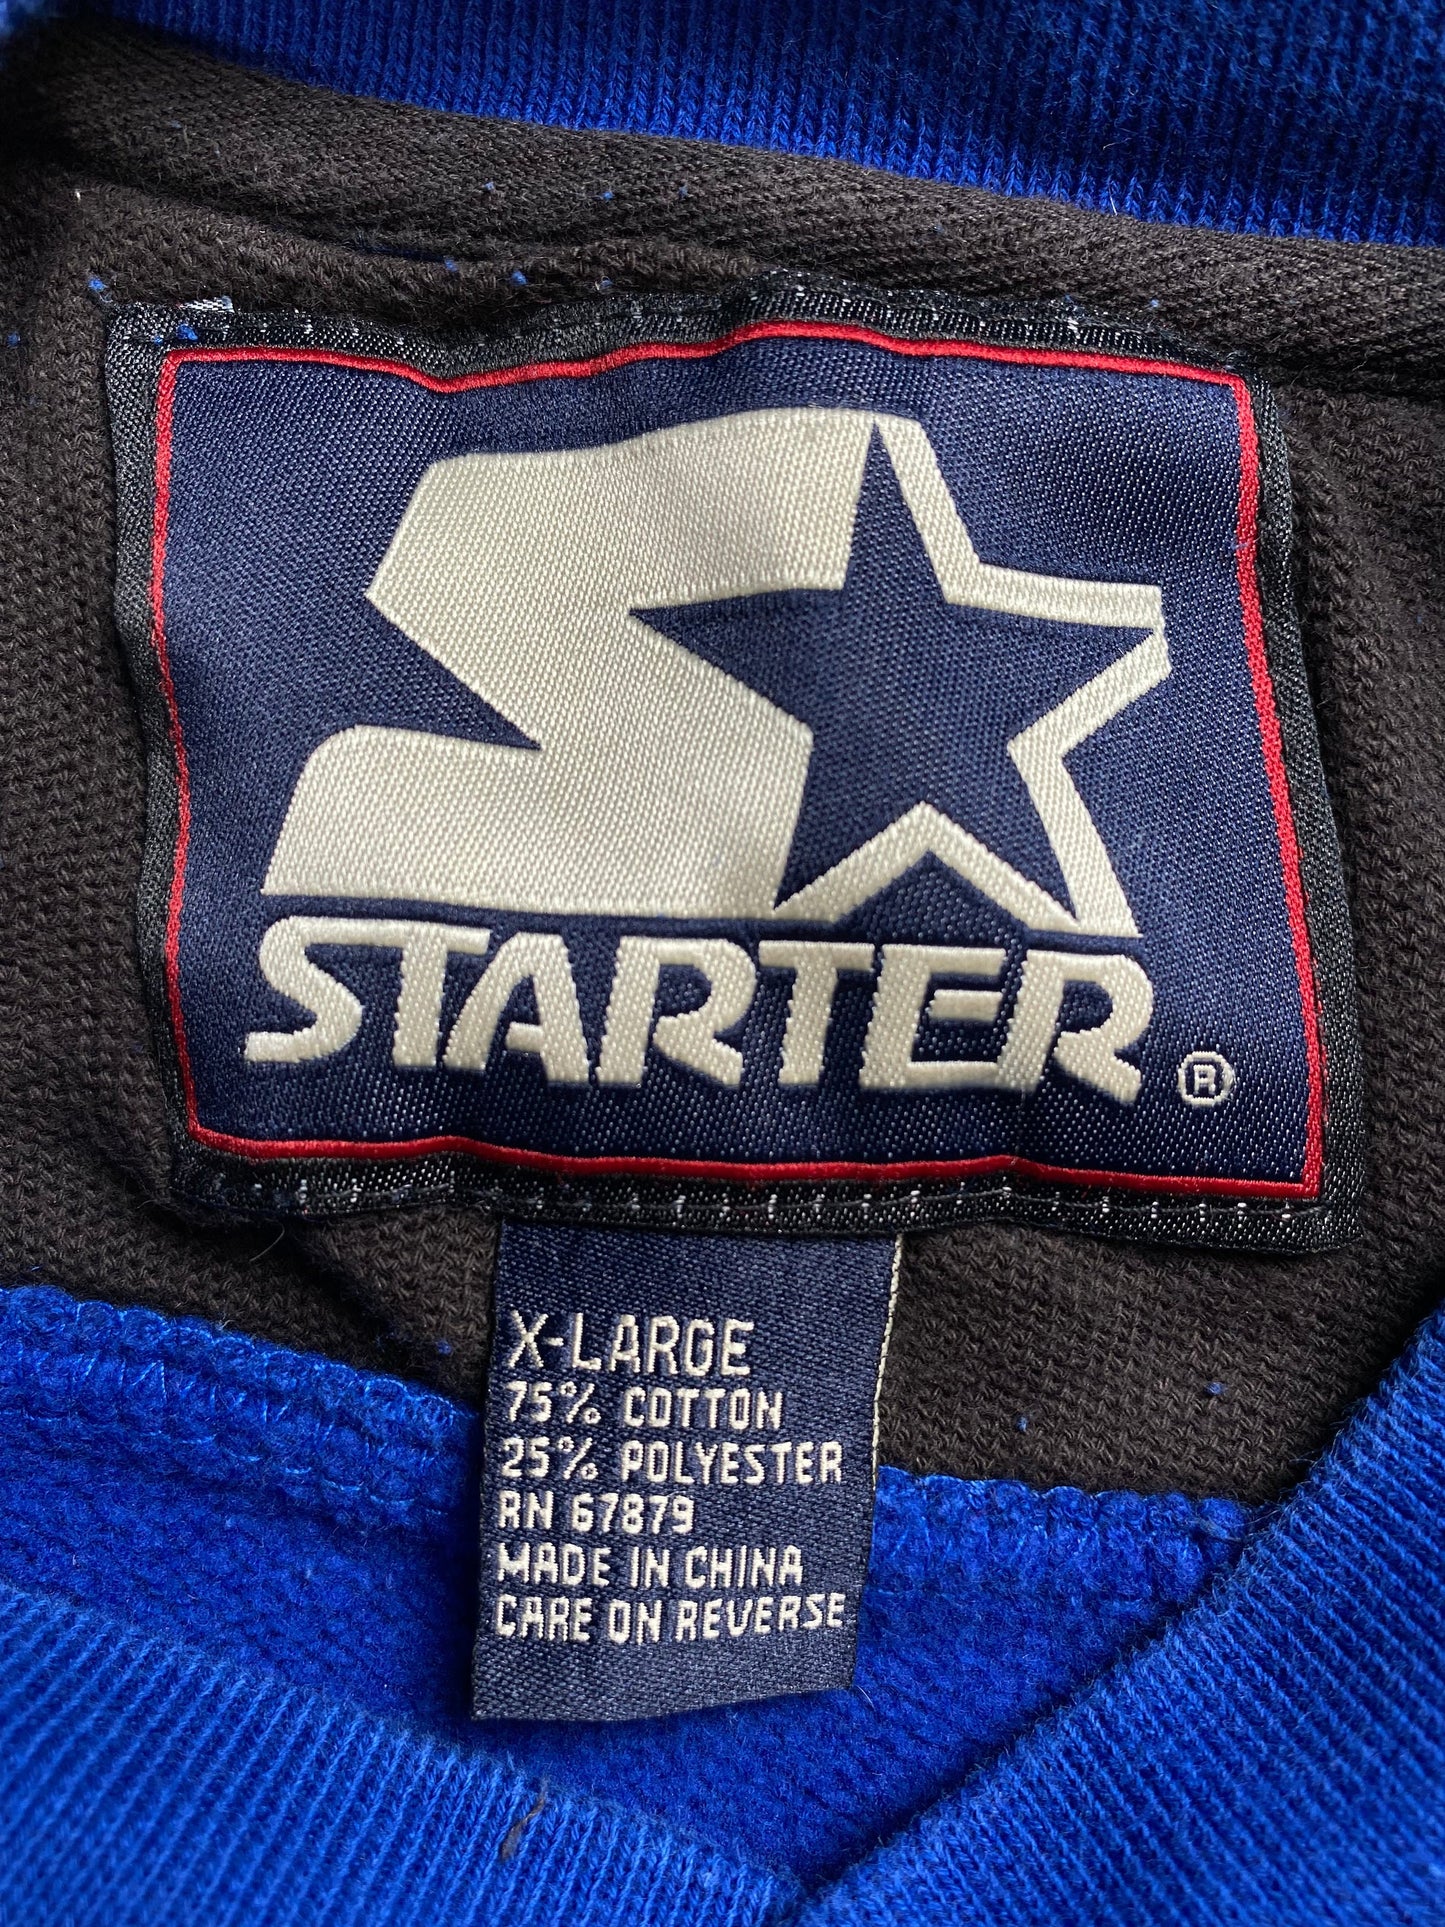 STARTER ®
X-LARGE
75% COTTON
25% POLYESTER
RN 67879
MADE IN CHINA
CARE ON REVERSE